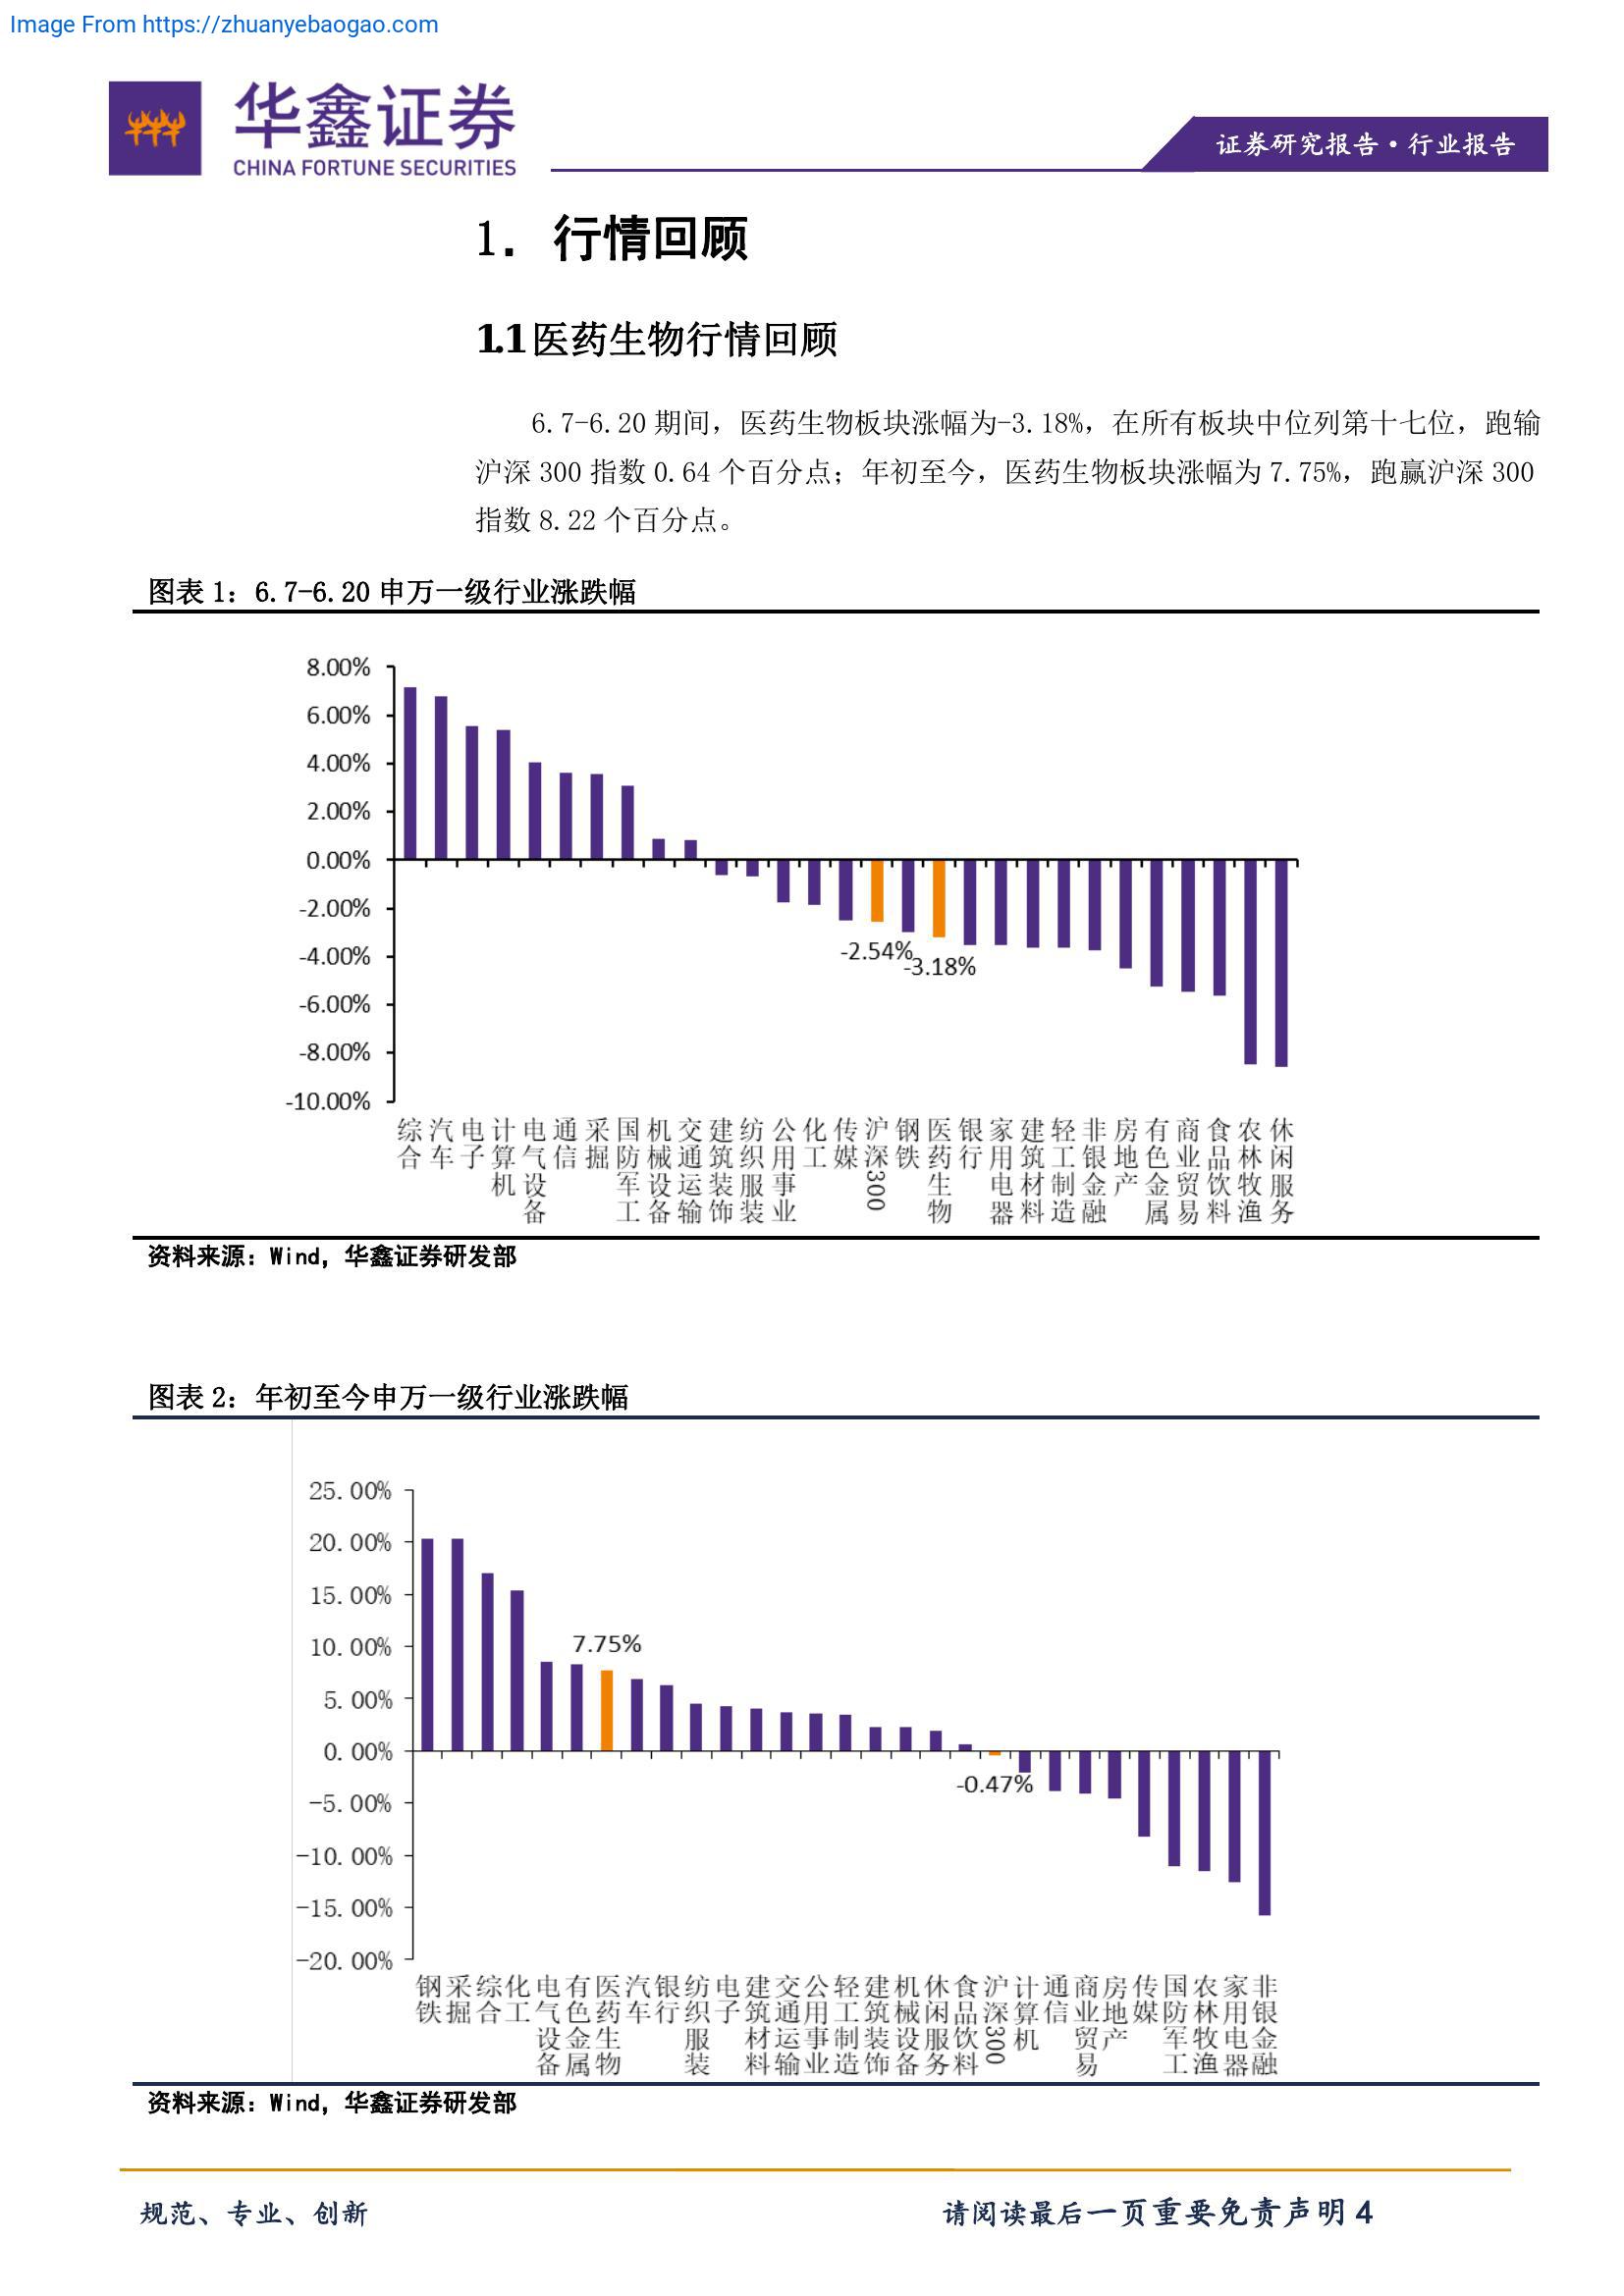 Image From https://zhuanyebaogao.com
华鑫证券
CHINA FORTUNE SECURITIES
证券研究报告·行业报告
1. 行情回顾
1.1医药生物行情回顾
6.7-6.20 期间，医药生物板块涨幅为-3.18%，在所有板块中位列第十七位，跑输
沪深 300 指数 0.64 个百分点；年初至今，医药生物板块涨幅为 7.75%，跑赢沪深 300
指数 8.22 个百分点。
图表 1：6.7-6.20 申万一级行业涨跌幅
8.00%
6.00%
4.00%
2.00%
0.00%
-2.00%
-4.00%
-6.00%
-8.00%
-10.00%
-2.54%
-3.18%
综合
汽车
电子
计算机
电气设备
通信
采掘
国防军工
机械设备
交通运输
建筑装饰
纺织服装
公用事业
化工
传媒
沪深300
钢铁
医药生物
银行
家用电器
建筑材料
轻工制造
非银金融
房地产
有色金属
商业贸易
食品饮料
农林牧渔
休闲服务
资料来源：Wind，华鑫证券研发部
图表 2：年初至今申万一级行业涨跌幅
25.00%
20.00%
15.00%
10.00%
5.00%
0.00%
-5.00%
-10.00%
-15.00%
-20.00%
7.75%
-0.47%
钢铁
采掘
综合
化工
电气设备
有色金属
医药生物
汽车
银行
纺织服装
电子
建筑材料
交通运输
公用事业
轻工制造
建筑装饰
机械设备
休闲服务
食品饮料
沪深300
计算机
通信
商业贸易
房地产
传媒
国防军工
农林牧渔
家用电器
非银金融
资料来源：Wind，华鑫证券研发部
规范、专业、创新
请阅读最后一页重要免责声明 4